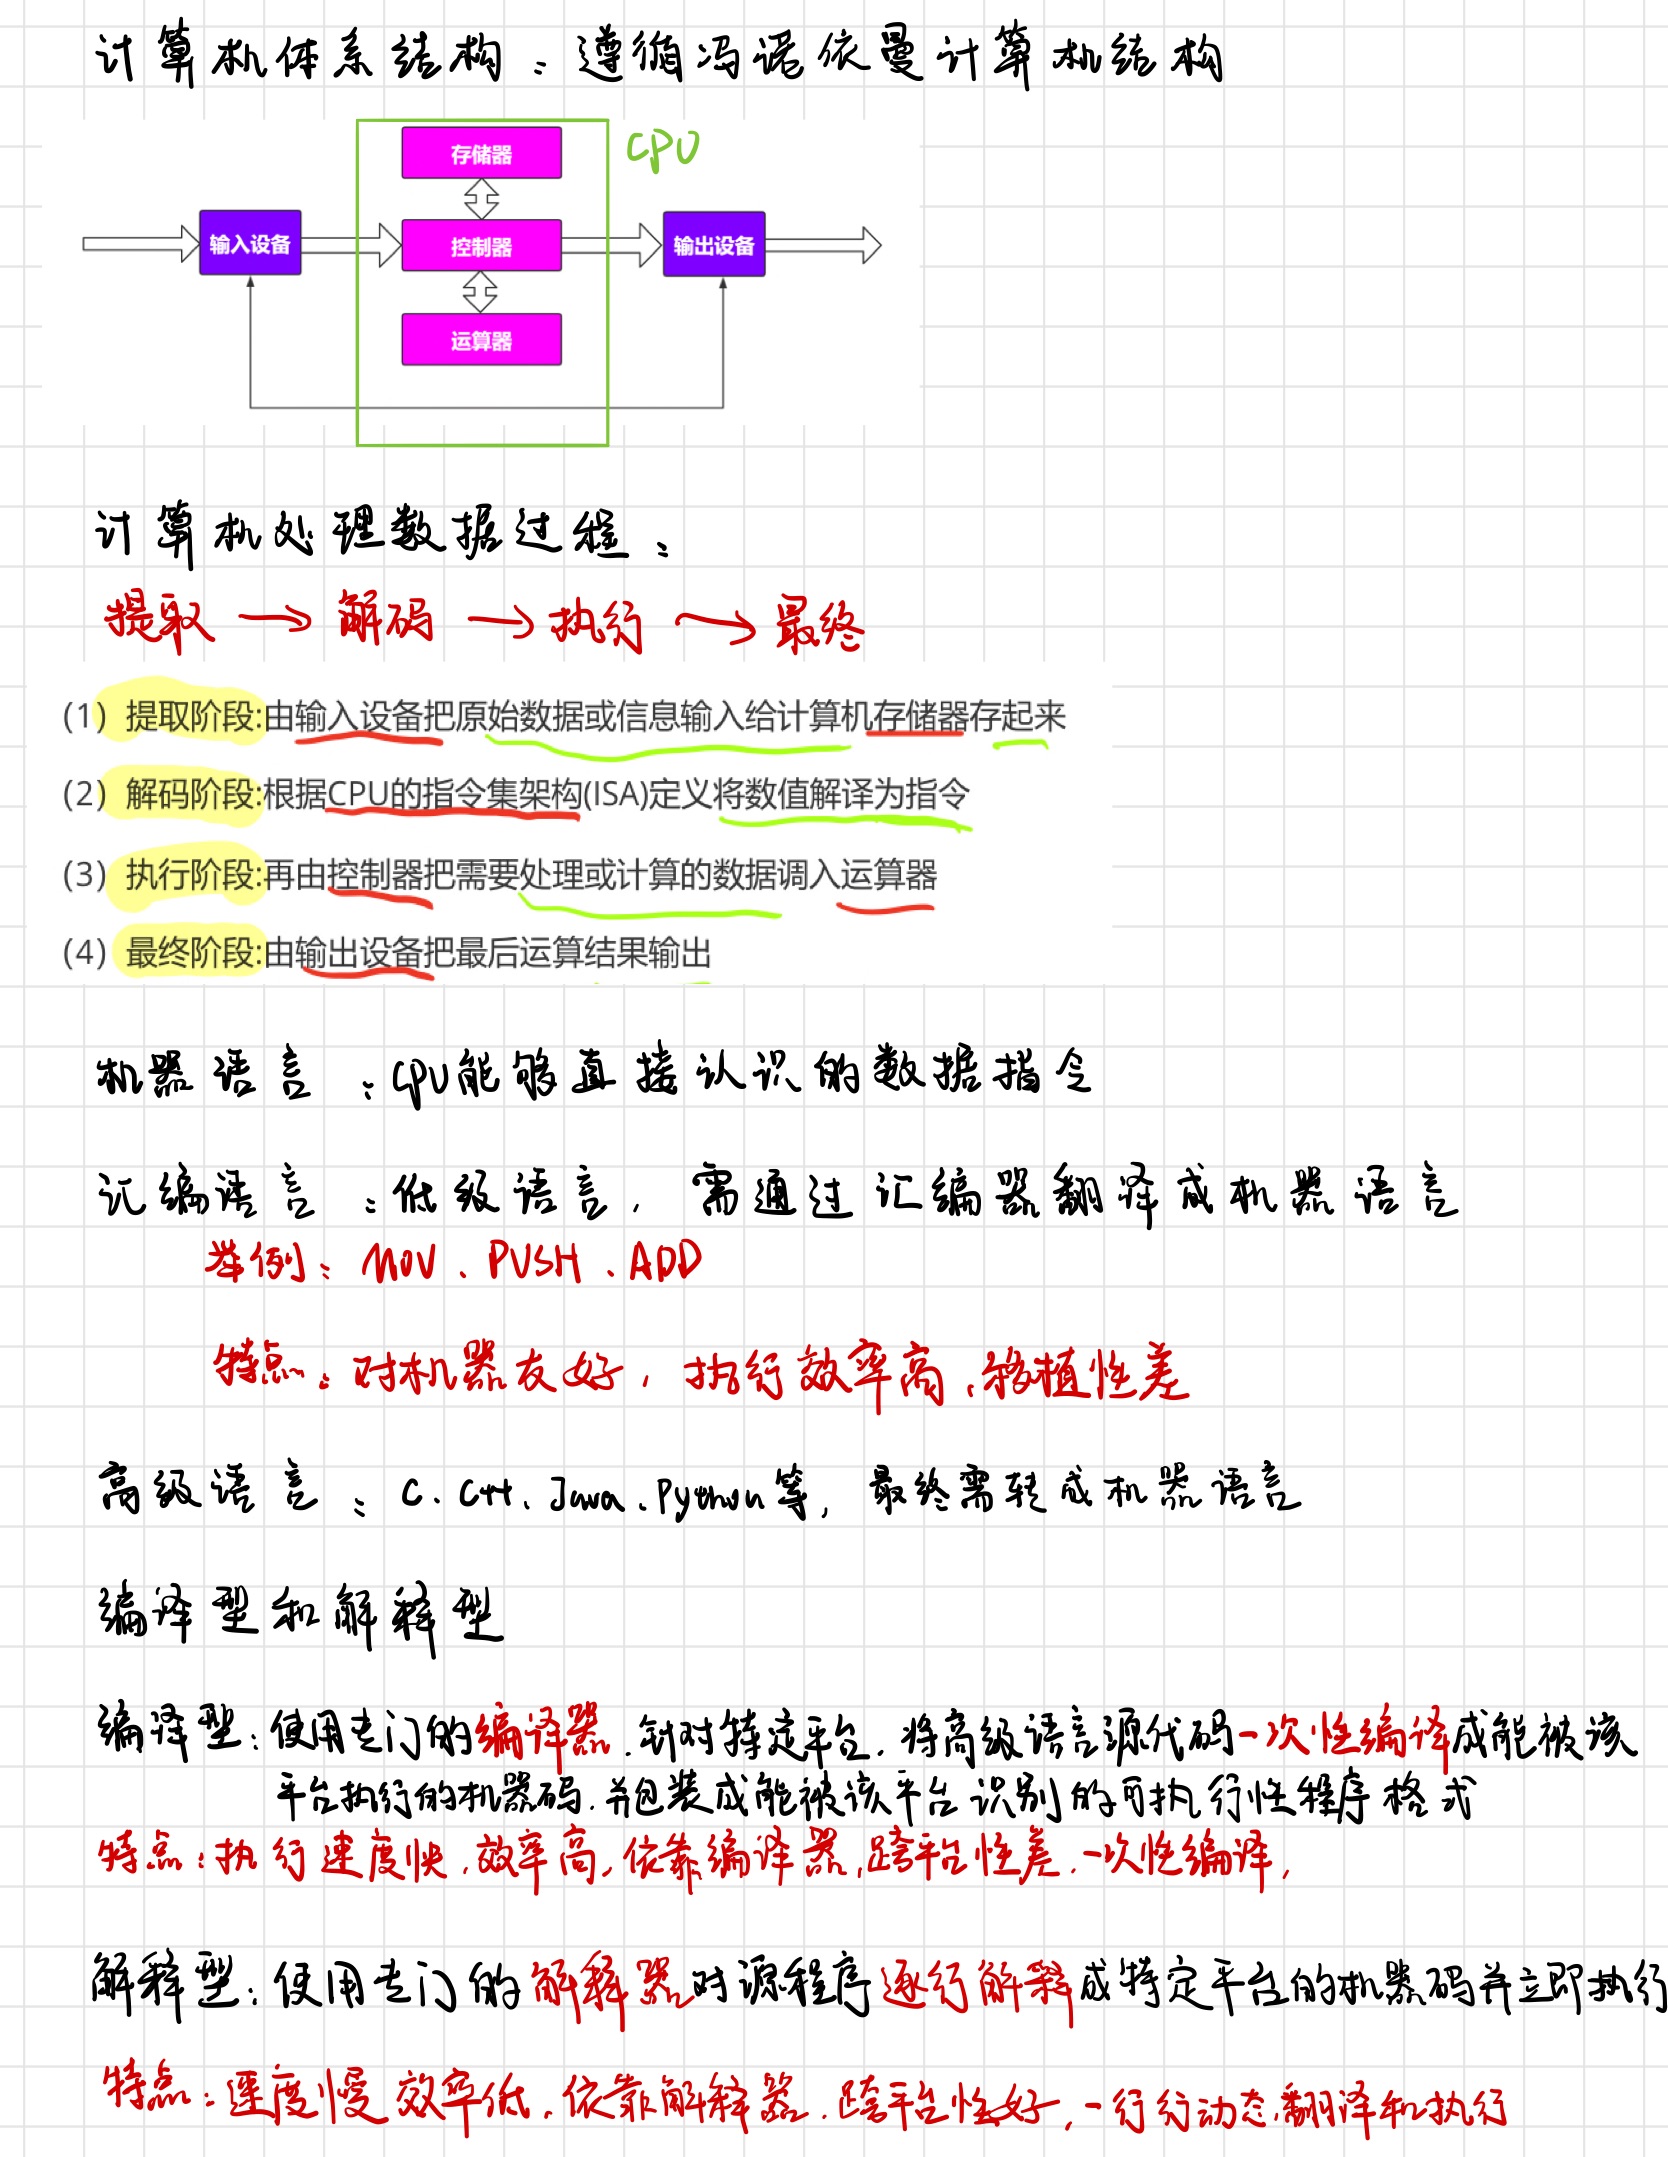 计算机体系结构：遵循冯诺依曼计算机结构
CPU
存储器
输入设备
控制器
输出设备
运算器
计算机处理数据过程：
提取 → 解码 → 执行 → 最终
(1) 提取阶段:由输入设备把原始数据或信息输入给计算机存储器存起来
(2) 解码阶段:根据CPU的指令集架构(ISA)定义将数值解译为指令
(3) 执行阶段:再由控制器把需要处理或计算的数据调入运算器
(4) 最终阶段:由输出设备把最后运算结果输出
机器语言：CPU能够直接认识的数据指令
汇编语言：低级语言，需通过汇编器翻译成机器语言
举例：MOV、PUSH、ADD
特点：对机器友好，执行效率高、移植性差
高级语言：C、C++、Java、Python等，最终需转成机器语言
编译型和解释型
编译型：使用专门的编译器、针对特定平台、将高级语言源代码一次性编译成能被该
平台执行的机器码、并包装成能被该平台识别的可执行性程序格式
特点：执行速度快、效率高，依靠编译器，跨平台性差、一次性编译，
解释型：使用专门的解释器对源程序逐行解释成特定平台的机器码并立即执行
特点：速度慢效率低、依靠解释器、跨平台性好，一行行动态翻译和执行